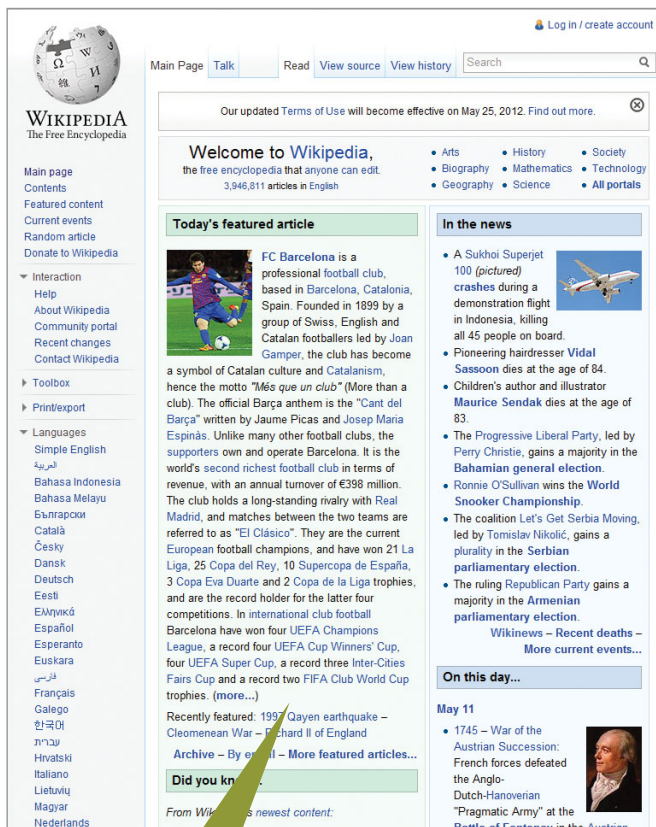 Log in / create account
Main Page Talk Read View source View history Search
WIKIPEDIA
The Free Encyclopedia
Our updated Terms of Use will become effective on May 25, 2012. Find out more.
Welcome to Wikipedia,
the free encyclopedia that anyone can edit.
3,946,811 articles in English
• Arts • History • Society
• Biography • Mathematics • Technology
• Geography • Science • All portals
Main page
Contents
Featured content
Current events
Random article
Donate to Wikipedia
Interaction
Help
About Wikipedia
Community portal
Recent changes
Contact Wikipedia
Toolbox
Print/export
Languages
Simple English
العربية
Bahasa Indonesia
Bahasa Melayu
Български
Català
Česky
Dansk
Deutsch
Eesti
Ελληνικά
Español
Esperanto
Euskara
فارسی
Français
Galego
한국어
עברית
Hrvatski
Italiano
Lietuvių
Magyar
Nederlands
Today's featured article
FC Barcelona is a
professional football club,
based in Barcelona, Catalonia,
Spain. Founded in 1899 by a
group of Swiss, English and
Catalan footballers led by Joan
Gamper, the club has become
a symbol of Catalan culture and Catalanism,
hence the motto "Més que un club" (More than a
club). The official Barça anthem is the "Cant del
Barça" written by Jaume Picas and Josep Maria
Espinàs. Unlike many other football clubs, the
supporters own and operate Barcelona. It is the
world's second richest football club in terms of
revenue, with an annual turnover of €398 million.
The club holds a long-standing rivalry with Real
Madrid, and matches between the two teams are
referred to as "El Clásico". They are the current
European football champions, and have won 21 La
Liga, 25 Copa del Rey, 10 Supercopa de España,
3 Copa Eva Duarte and 2 Copa de la Liga trophies,
and are the record holder for the latter four
competitions. In international club football
Barcelona have won four UEFA Champions
League, a record four UEFA Cup Winners' Cup,
four UEFA Super Cup, a record three Inter-Cities
Fairs Cup and a record two FIFA Club World Cup
trophies. (more...)
Recently featured: 1997 Qayen earthquake –
Cleomenean War – Richard II of England
Archive – By – More featured articles...
Did you
From newest content:
In the news
• A Sukhoi Superjet
100 (pictured)
crashes during a
demonstration flight
in Indonesia, killing
all 45 people on board.
• Pioneering hairdresser Vidal
Sassoon dies at the age of 84.
• Children's author and illustrator
Maurice Sendak dies at the age of
83.
• The Progressive Liberal Party, led by
Perry Christie, gains a majority in the
Bahamian general election.
• Ronnie O'Sullivan wins the World
Snooker Championship.
• The coalition Let's Get Serbia Moving,
led by Tomislav Nikolić, gains a
plurality in the Serbian
parliamentary election.
• The ruling Republican Party gains a
majority in the Armenian
parliamentary election.
Wikinews – Recent deaths –
More current events...
On this day...
May 11
• 1745 – War of the
Austrian Succession:
French forces defeated
the Anglo-
Dutch-Hanoverian
"Pragmatic Army" at the
Battle of Fontenoy in the Austrian